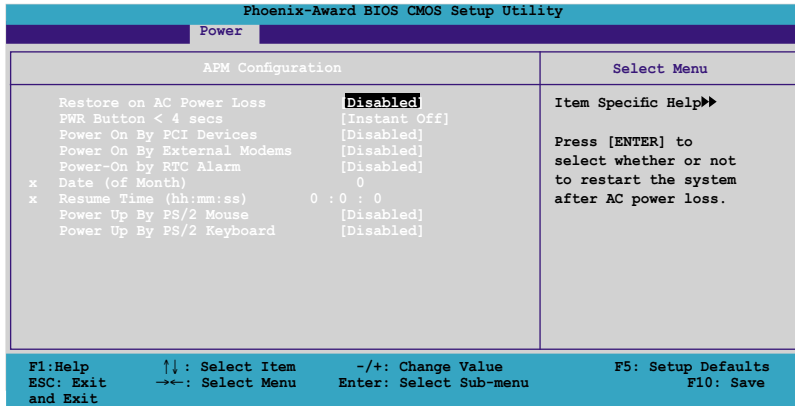 Phoenix-Award BIOS CMOS Setup Utility
Power
APM Configuration
Select Menu
Restore on AC Power Loss [Disabled]
PWR Button < 4 secs [Instant Off]
Power On By PCI Devices [Disabled]
Power On By External Modems [Disabled]
Power-On by RTC Alarm [Disabled]
x Date (of Month) 0
x Resume Time (hh:mm:ss) 0 : 0 : 0
Power Up By PS/2 Mouse [Disabled]
Power Up By PS/2 Keyboard [Disabled]
Item Specific Help▶▶
Press [ENTER] to
select whether or not
to restart the system
after AC power loss.
F1:Help ↑↓ : Select Item -/+: Change Value F5: Setup Defaults
ESC: Exit →←: Select Menu Enter: Select Sub-menu F10: Save
and Exit